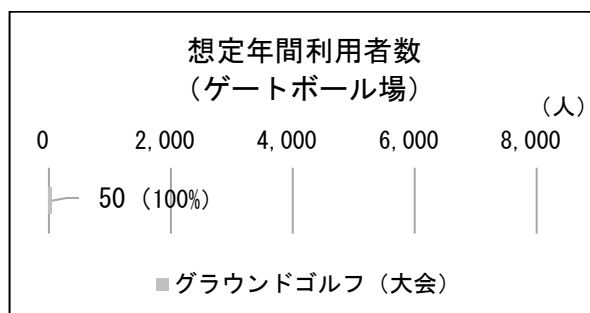 想定年間利用者数
（ゲートボール場）
（人）
0 2,000 4,000 6,000 8,000
50（100%）
グラウンドゴルフ（大会）